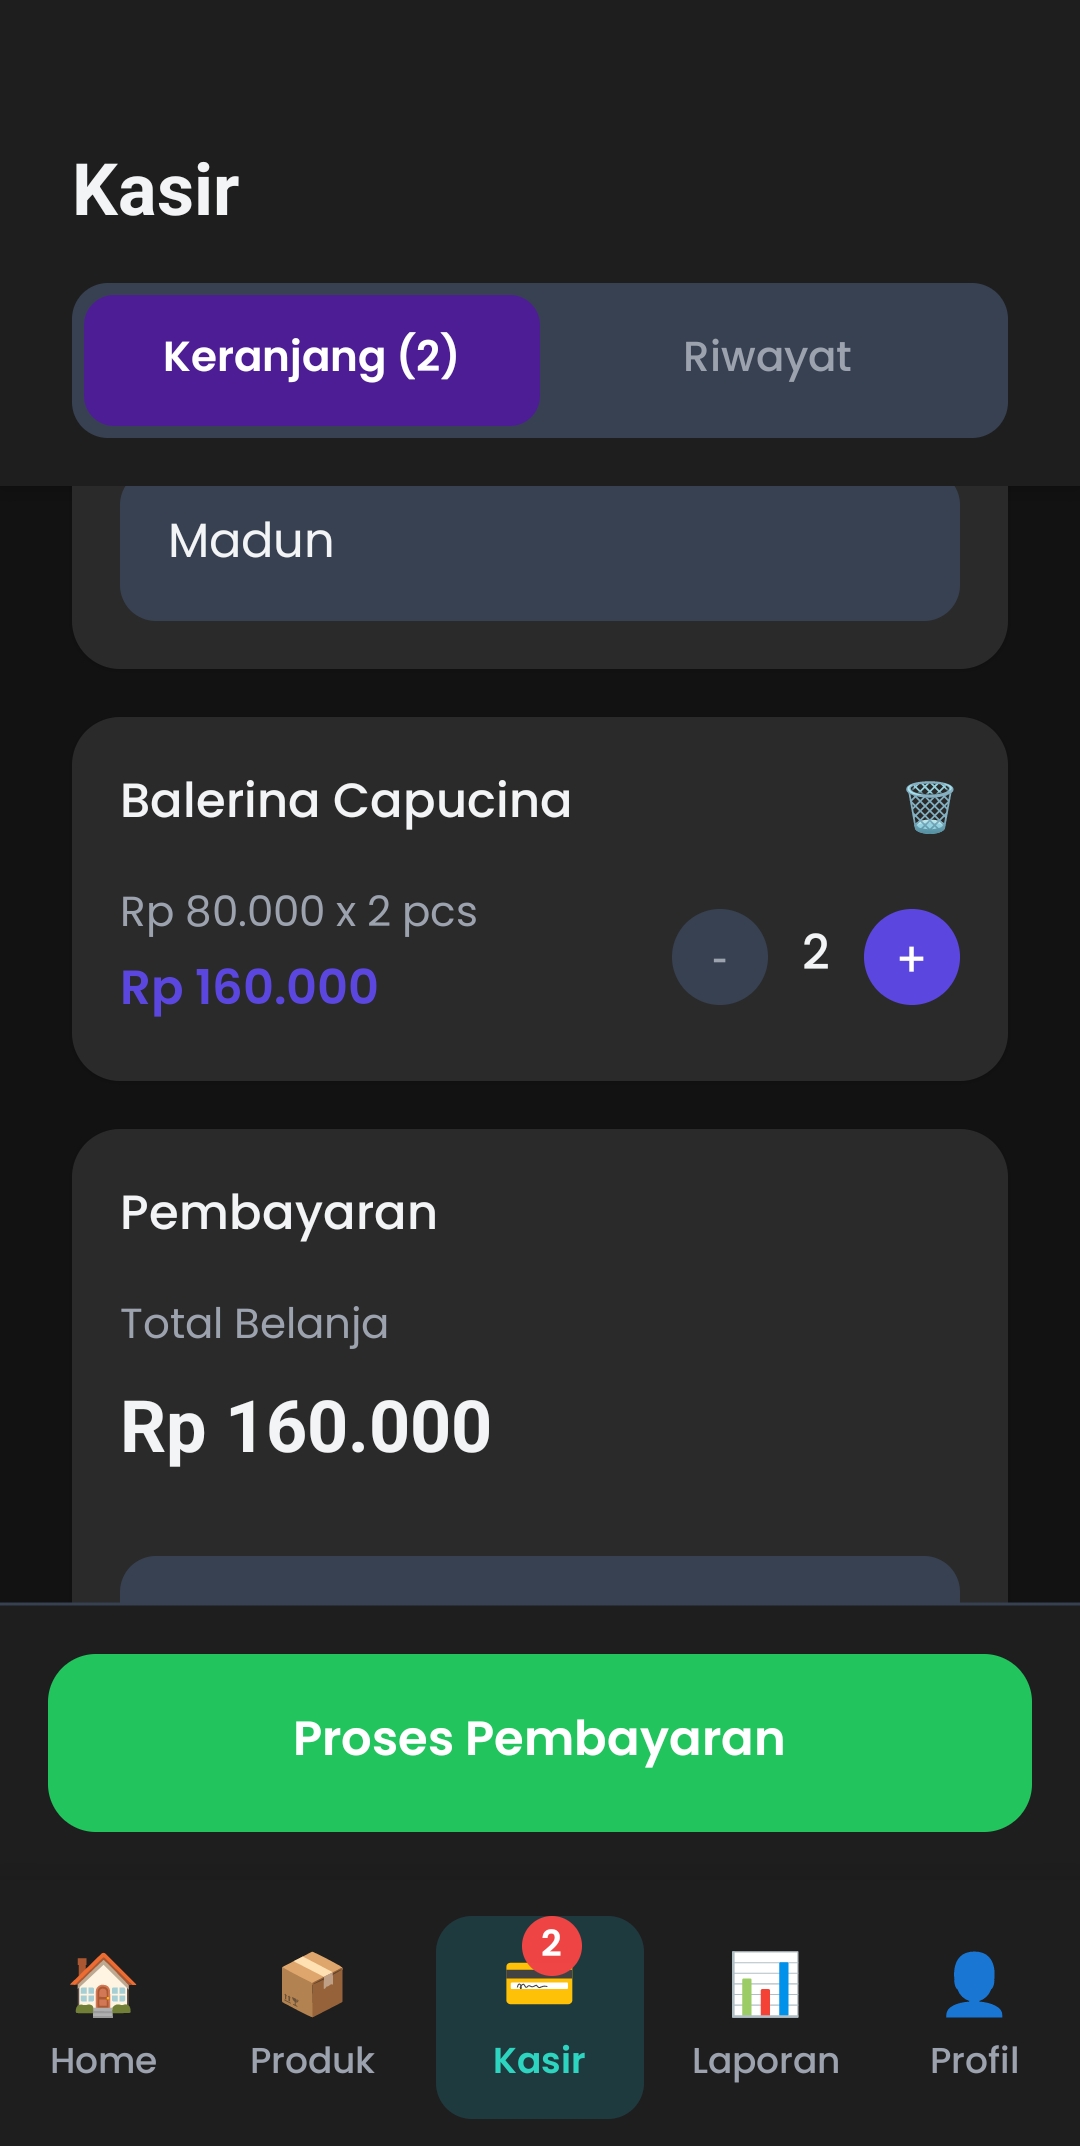 Kasir
Keranjang (2)
Riwayat
Madun
Balerina Capucina
Rp 80.000 x 2 pcs
Rp 160.000
- 2 +
Pembayaran
Total Belanja
Rp 160.000
Proses Pembayaran
2
Home
Produk
Kasir
Laporan
Profil